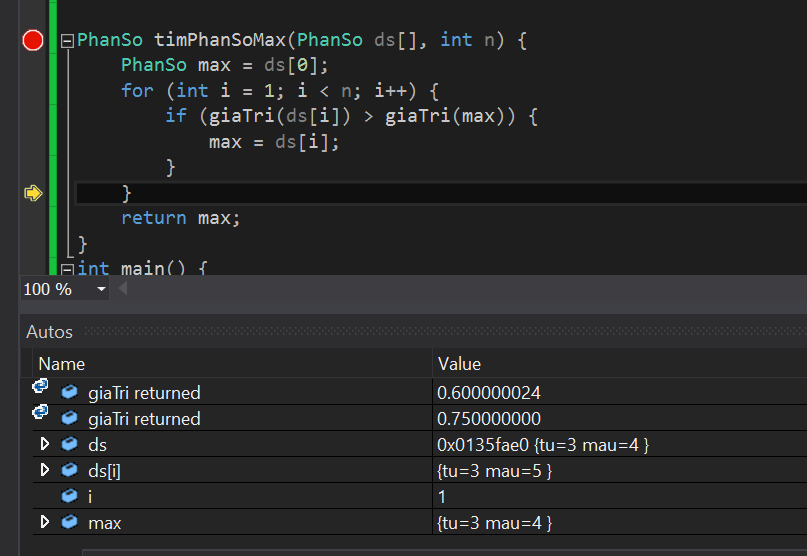 PhanSo timPhanSoMax(PhanSo ds[], int n) {
PhanSo max = ds[0];
for (int i = 1; i < n; i++) {
if (giaTri(ds[i]) > giaTri(max)) {
max = ds[i];
}
}
return max;
}
int main() {
100 %
Autos
Name Value
giaTri returned 0.600000024
giaTri returned 0.750000000
ds 0x0135fae0 {tu=3 mau=4 }
ds[i] {tu=3 mau=5 }
i 1
max {tu=3 mau=4 }